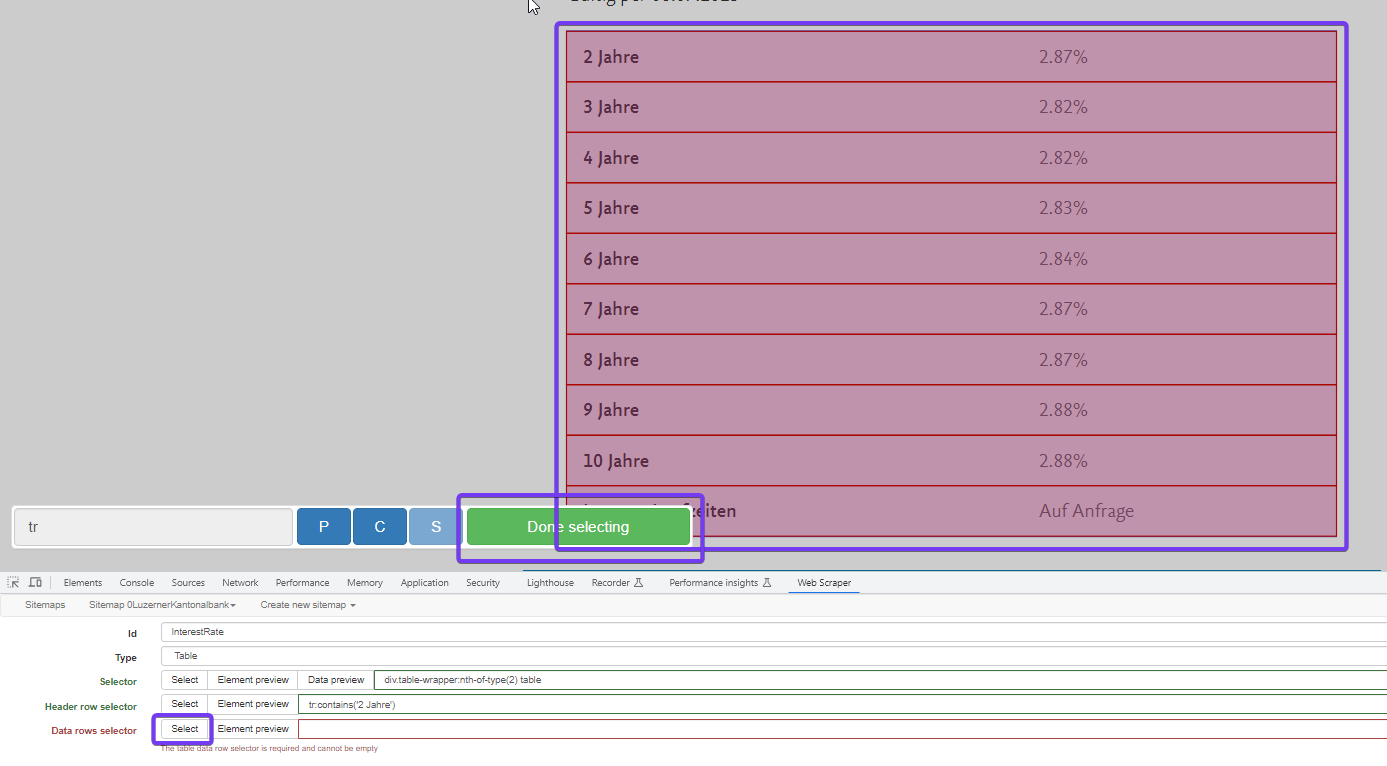 2 Jahre 2.87%
3 Jahre 2.82%
4 Jahre 2.82%
5 Jahre 2.83%
6 Jahre 2.84%
7 Jahre 2.87%
8 Jahre 2.87%
9 Jahre 2.88%
10 Jahre 2.88%
Auf Anfrage
tr P C S Done selecting
Elements Console Sources Network Performance Memory Application Security Lighthouse Recorder Performance insights Web Scraper
Sitemaps Sitemap 0LuzernerKantonalbank Create new sitemap
Id InterestRate
Type Table
Selector Select Element preview Data preview div.table-wrapper:nth-of-type(2) table
Header row selector Select Element preview tr:contains('2 Jahre')
Data rows selector Select Element preview
The table data row selector is required and cannot be empty